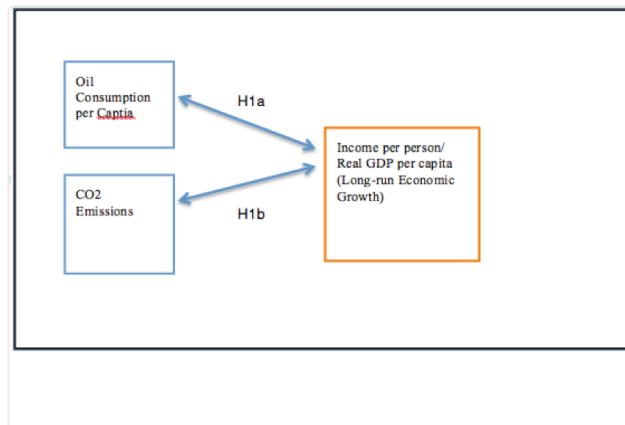 Oil
Consumption
per Captia
H1a
Income per person/
Real GDP per capita
(Long-run Economic
Growth)
CO2
Emissions
H1b